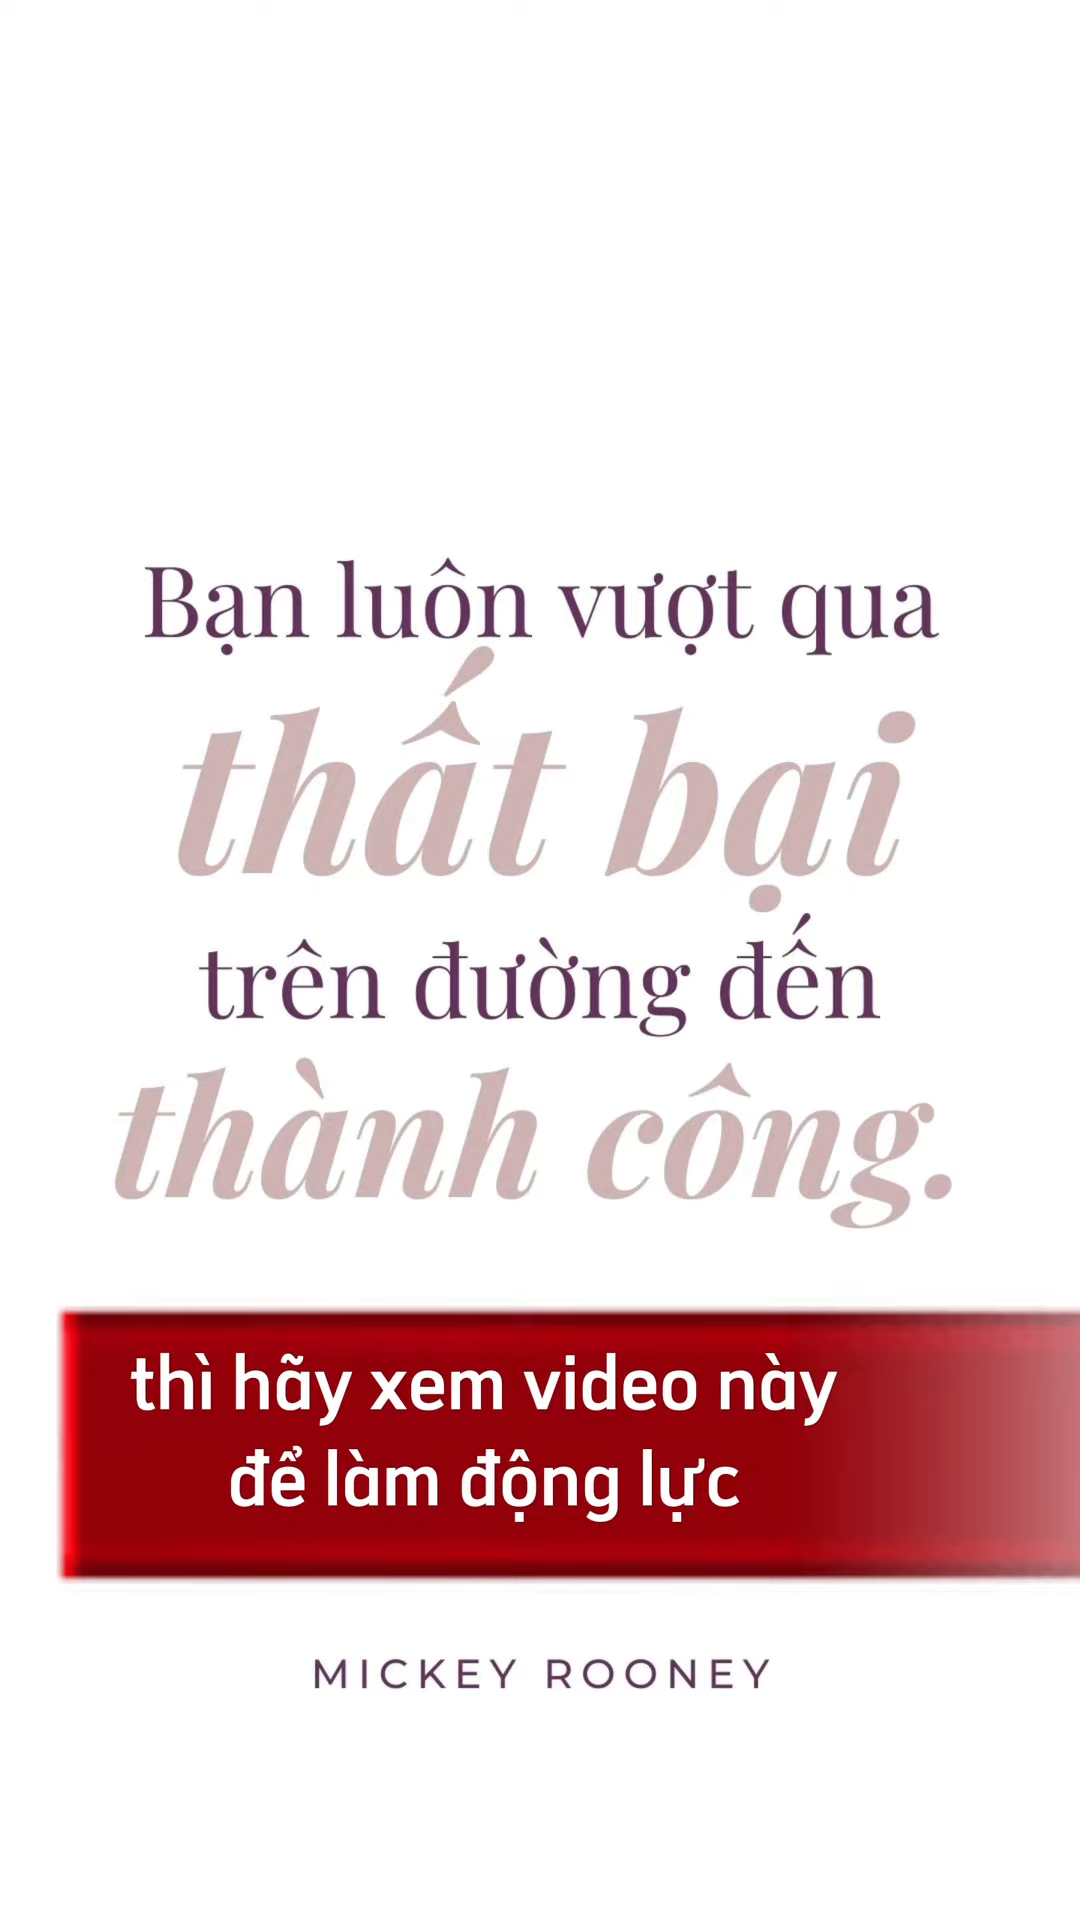 Bạn luôn vượt qua
thất bại
trên đường đến
thành công.
thì hãy xem video này
để làm động lực
MICKEY ROONEY